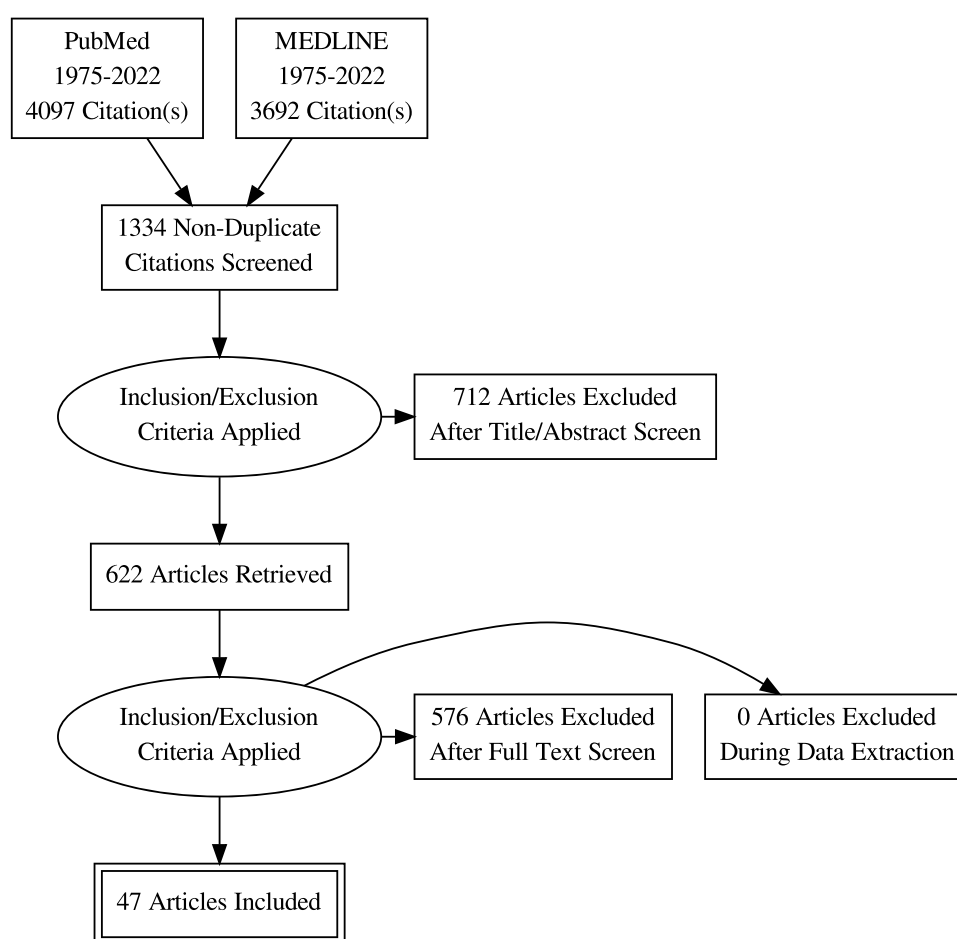 PubMed
1975-2022
4097 Citation(s)
MEDLINE
1975-2022
3692 Citation(s)
1334 Non-Duplicate
Citations Screened
Inclusion/Exclusion
Criteria Applied
712 Articles Excluded
After Title/Abstract Screen
622 Articles Retrieved
Inclusion/Exclusion
Criteria Applied
576 Articles Excluded
After Full Text Screen
0 Articles Excluded
During Data Extraction
47 Articles Included